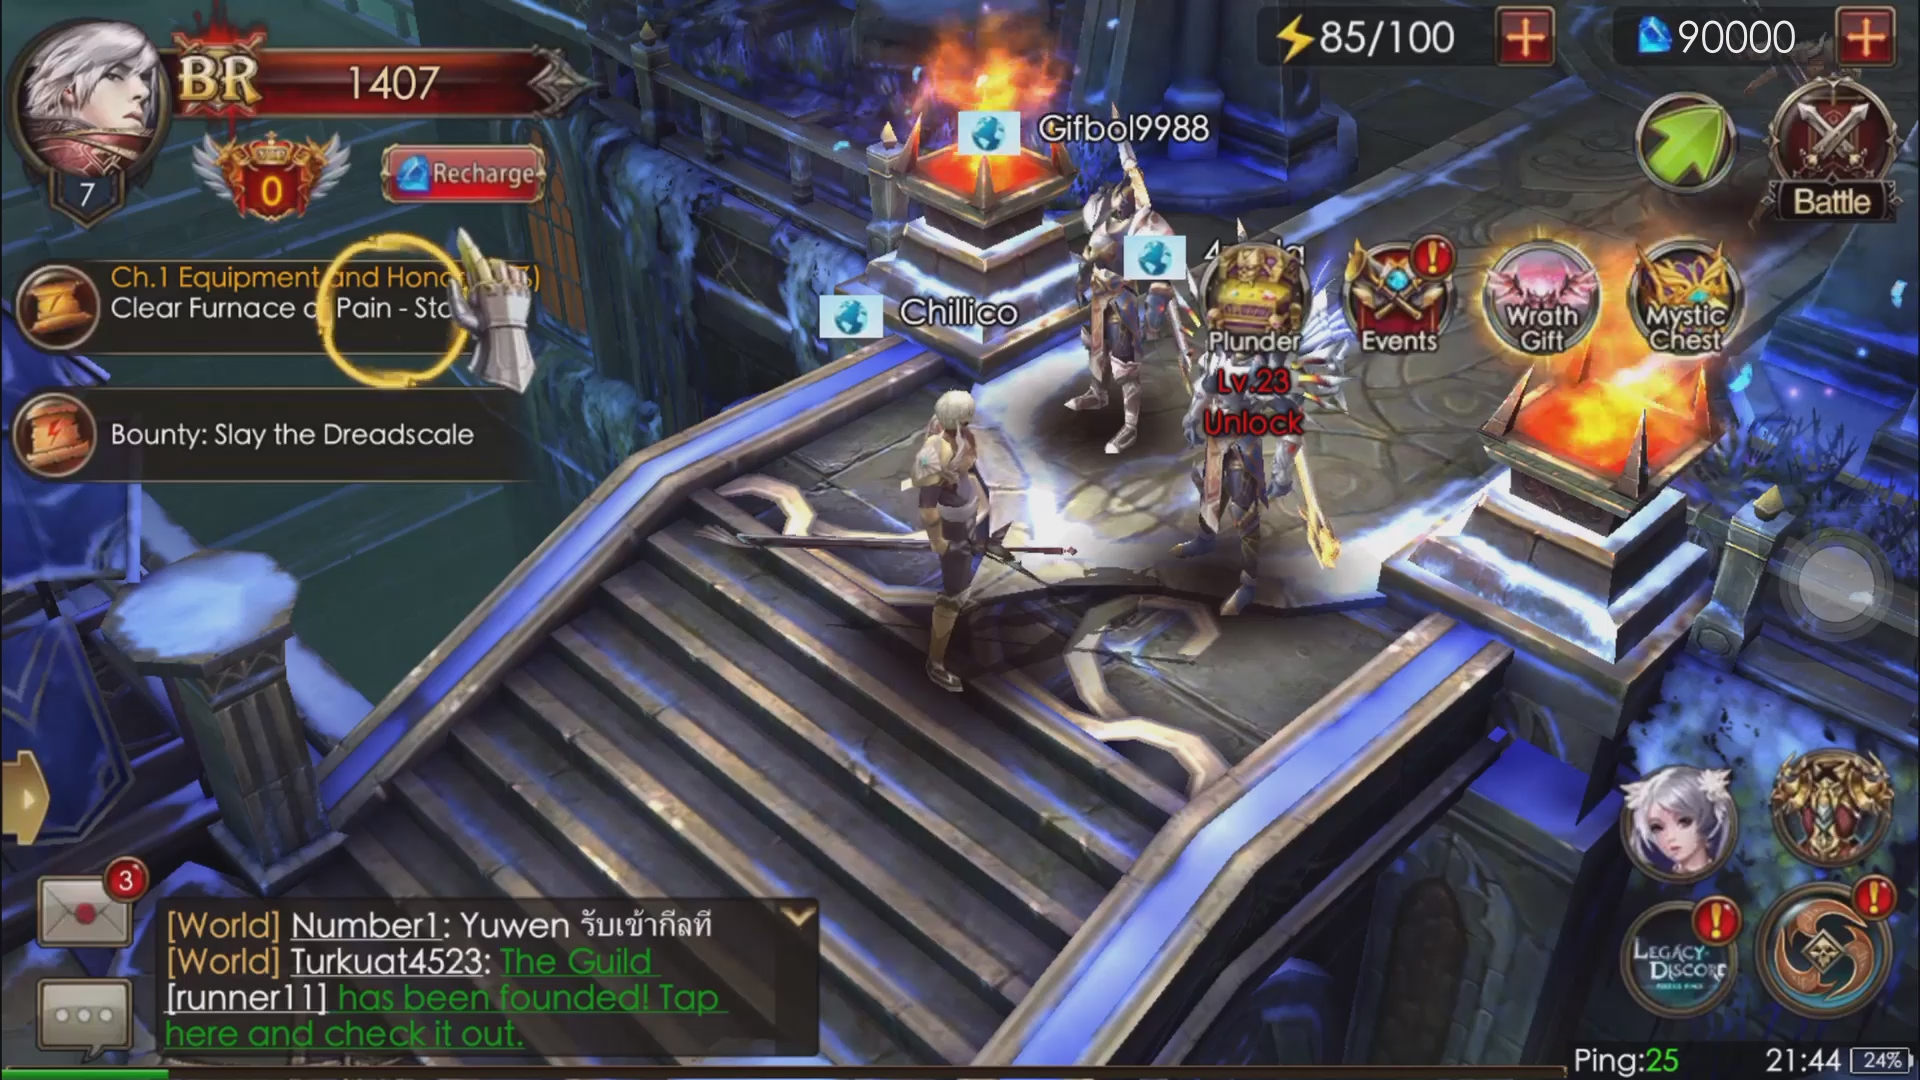 BR
1407
85/100
90000
7
0
Recharge
Gifbol9988
Battle
Ch.1 Equipment and Hono
Clear Furnace of Pain - Sto
Chillico
Plunder
Lv.23
Unlock
Events
Wrath
Gift
Mystic
Chest
Bounty: Slay the Dreadscale
3
[World] Number1: Yuwen รับเข้ากีลที
[World] Turkuat4523: The Guild
[runner11] has been founded! Tap
here and check it out.
LEGACY
DISCORD
Ping:25
21:44
24%